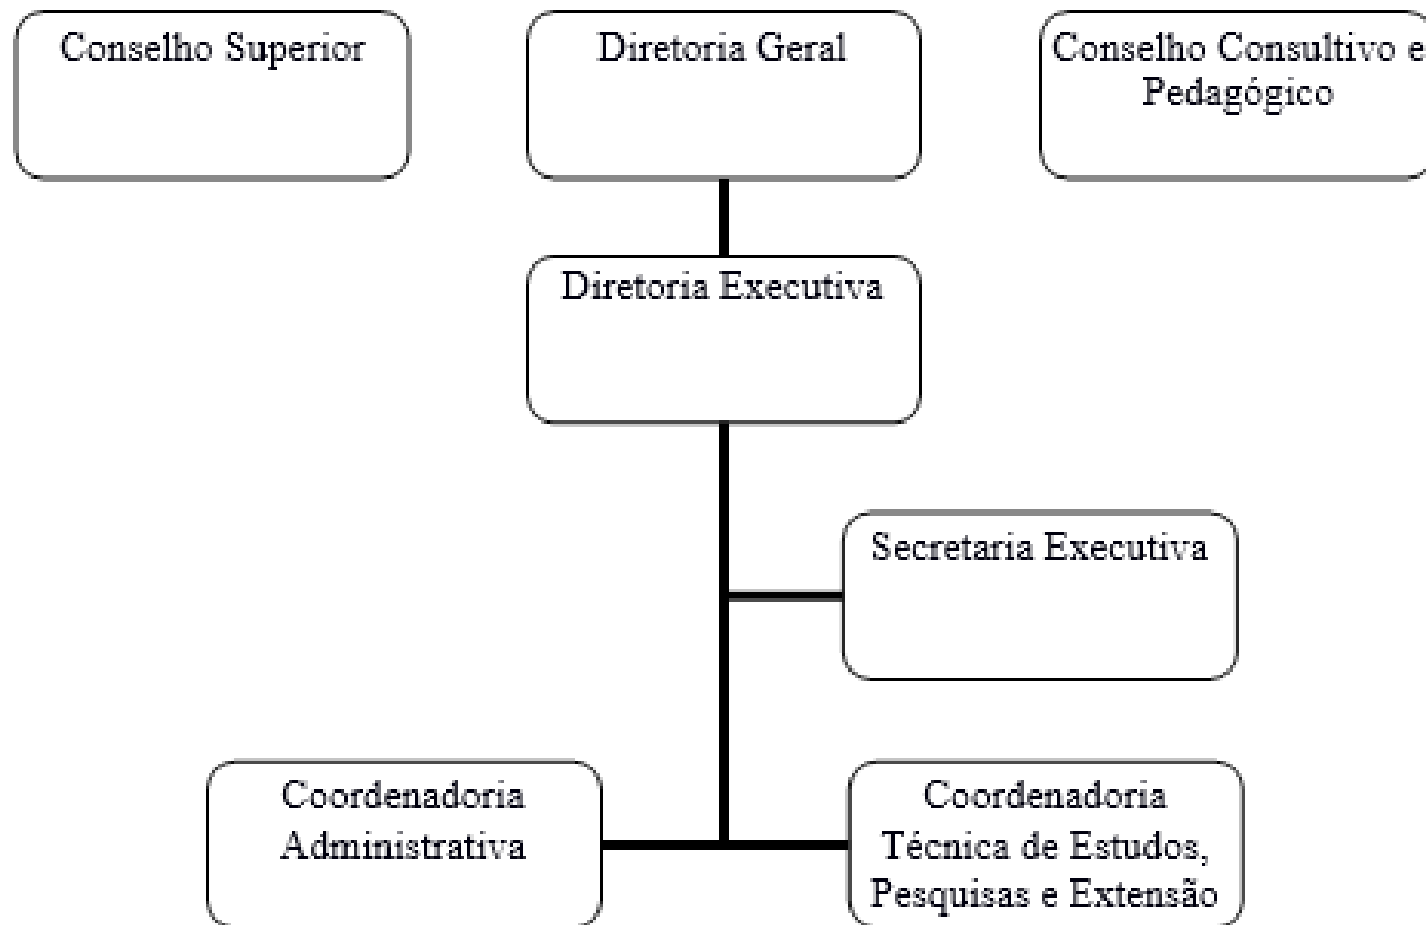 Conselho Superior
Diretoria Geral
Conselho Consultivo e
Pedagógico
Diretoria Executiva
Secretaria Executiva
Coordenadoria
Administrativa
Coordenadoria
Técnica de Estudos,
Pesquisas e Extensão